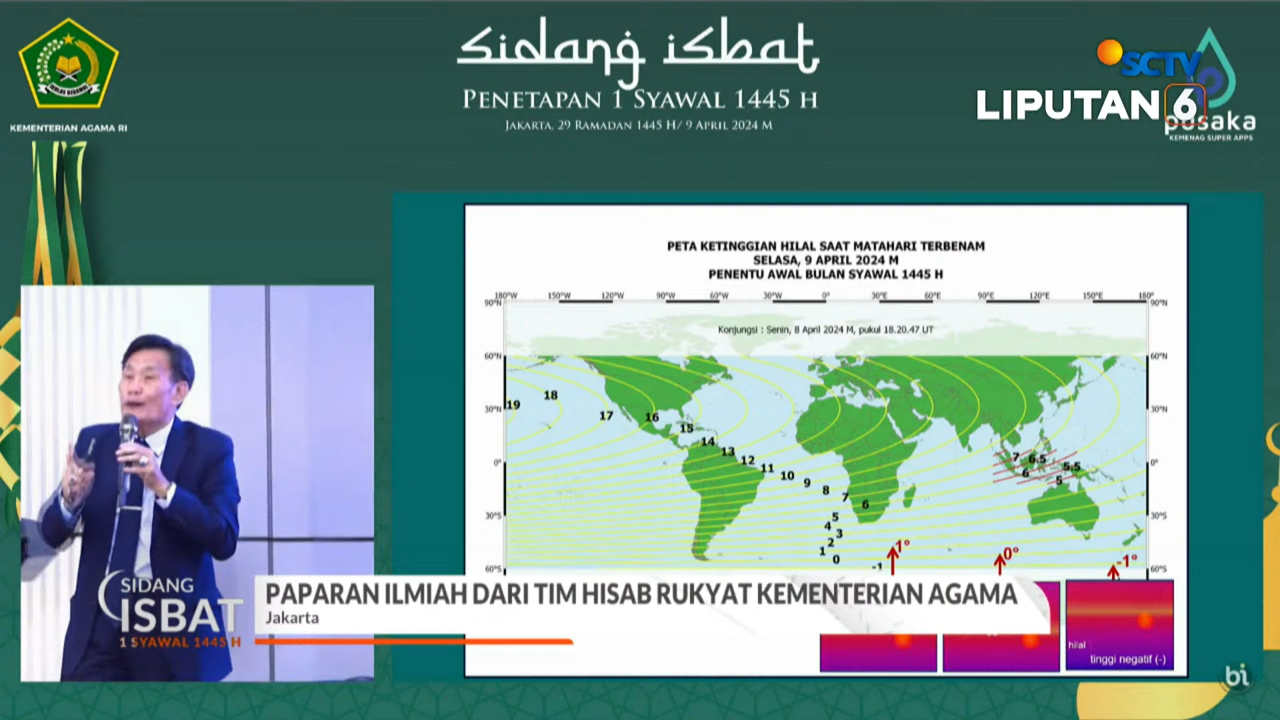 KEMENTERIAN AGAMA RI
sidang isbat
PENETAPAN 1 SYAWAL 1445 H
JAKARTA, 29 RAMADAN 1445 H/ 9 APRIL 2024 M
SCTV
LIPUTAN 6
pusaka
KEMENAG SUPER APPS
PETA KETINGGIAN HILAL SAAT MATAHARI TERBENAM
SELASA, 9 APRIL 2024 M
PENENTU AWAL BULAN SYAWAL 1445 H
180°W 150°W 120°W 90°W 60°W 30°W 0° 30°E 60°E 90°E 120°E 150°E 180°
90°N 90°N
Konjungsi : Senin, 8 April 2024 M, pukul 18.20.47 UT
60°N 60°N
19 18 17 16 15 14 13 12 11 10 9 8 7 6 5 4 3 2 1 0 -1
30°N 30°N
7 6.5 6 5.5 5
0° 0°
30°S 30°S
60°S 60°S
1° 0° -1°
hilal
tinggi negatif (-)
SIDANG
ISBAT
1 SYAWAL 1445 H
PAPARAN ILMIAH DARI TIM HISAB RUKYAT KEMENTERIAN AGAMA
Jakarta
bi